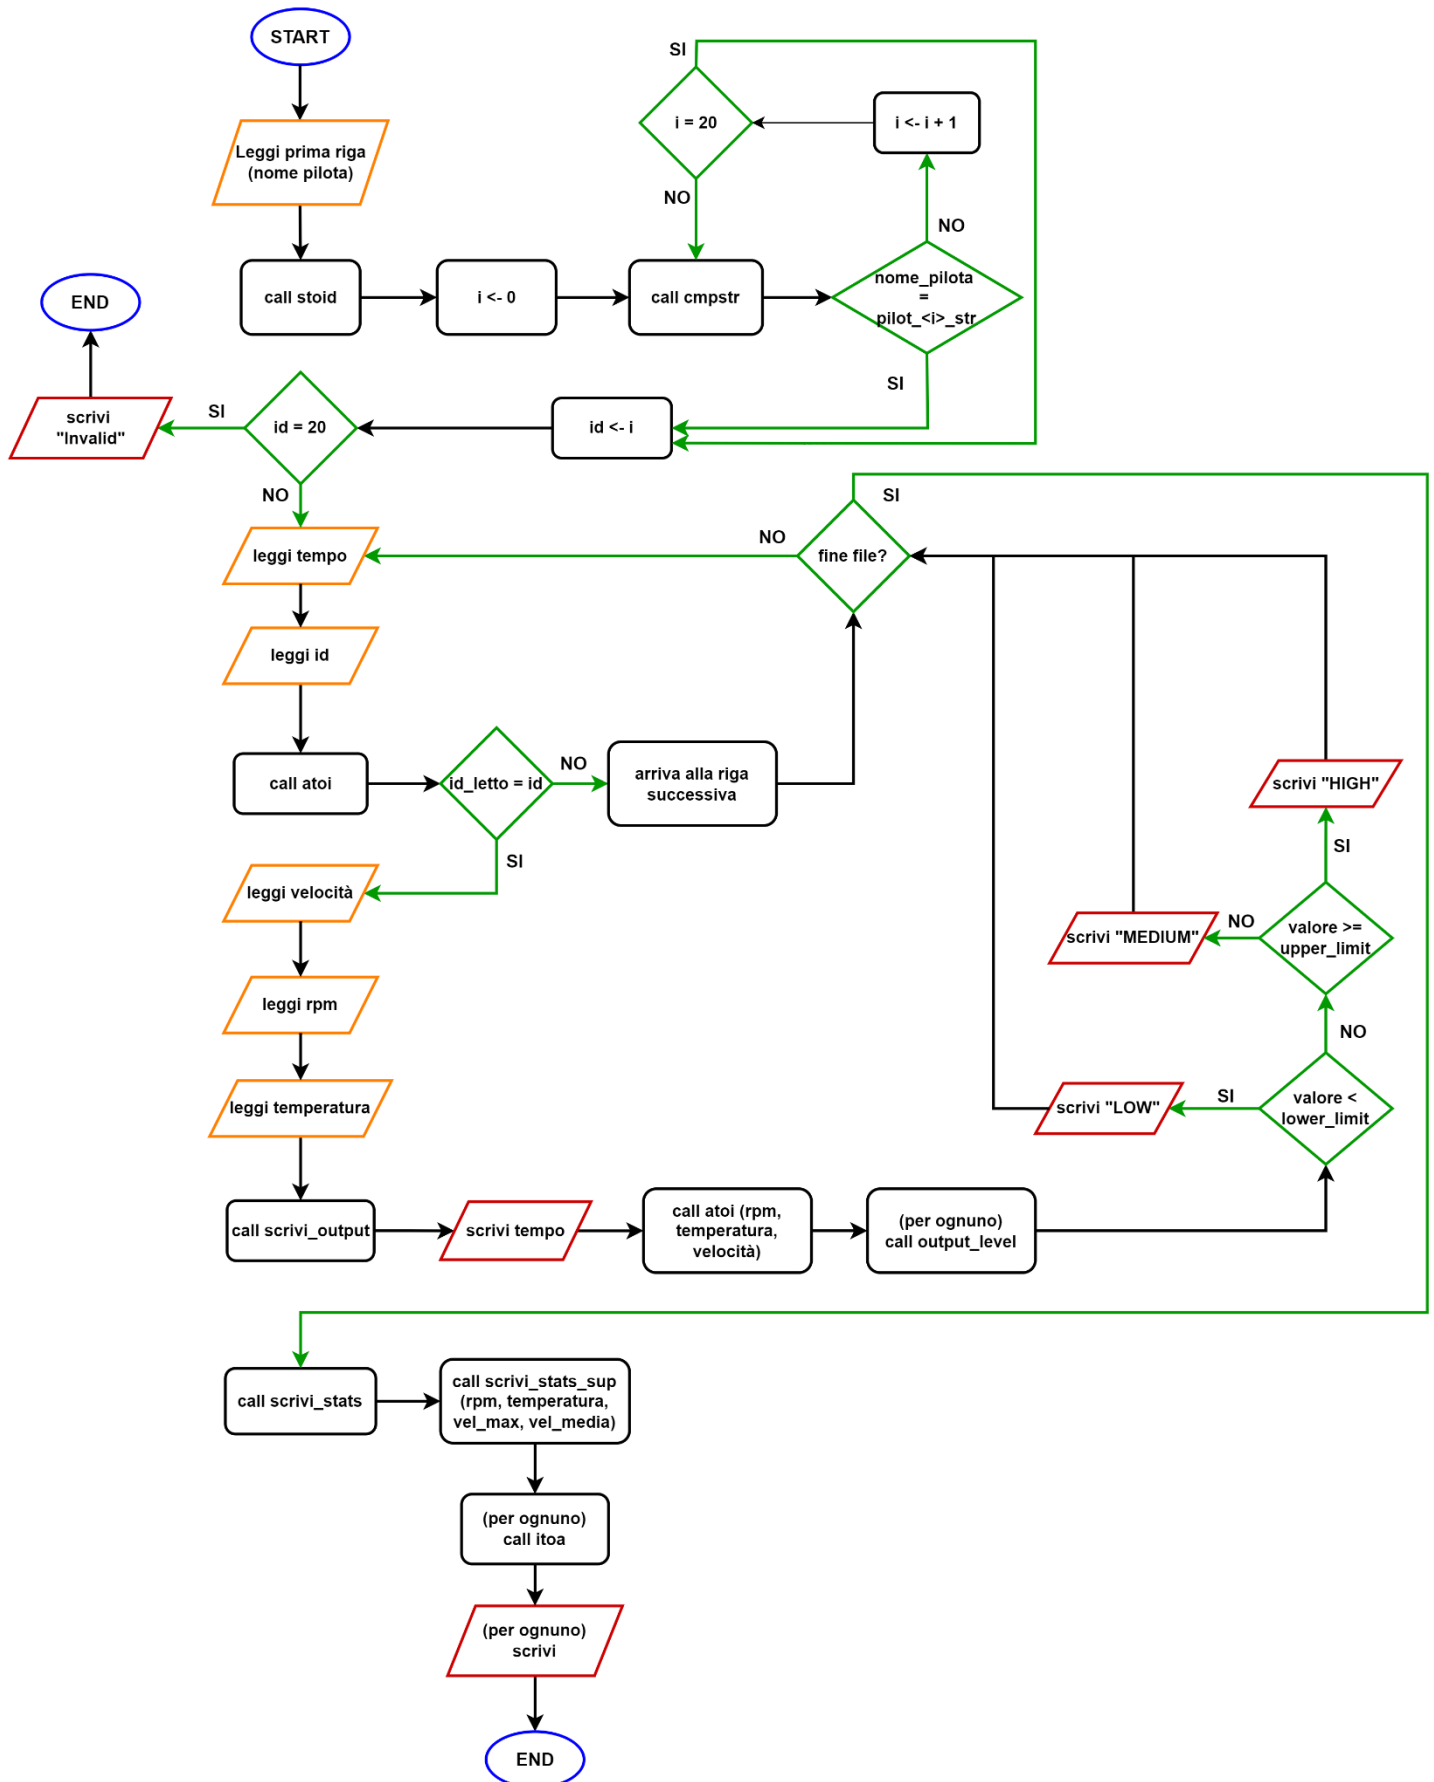 START
Leggi prima riga
(nome pilota)
call stoid
i <- 0
call cmpstr
nome_pilota
=
pilot_<i>_str
NO
i <- i + 1
i = 20
SI
NO
SI
id <- i
id = 20
SI
scrivi
"Invalid"
END
NO
leggi tempo
leggi id
call atoi
id_letto = id
NO
arriva alla riga
successiva
fine file?
NO
SI
SI
leggi velocità
leggi rpm
leggi temperatura
call scrivi_output
scrivi tempo
call atoi (rpm,
temperatura,
velocità)
(per ognuno)
call output_level
valore <
lower_limit
SI
scrivi "LOW"
NO
valore >=
upper_limit
NO
scrivi "MEDIUM"
SI
scrivi "HIGH"
call scrivi_stats
call scrivi_stats_sup
(rpm, temperatura,
vel_max, vel_media)
(per ognuno)
call itoa
(per ognuno)
scrivi
END